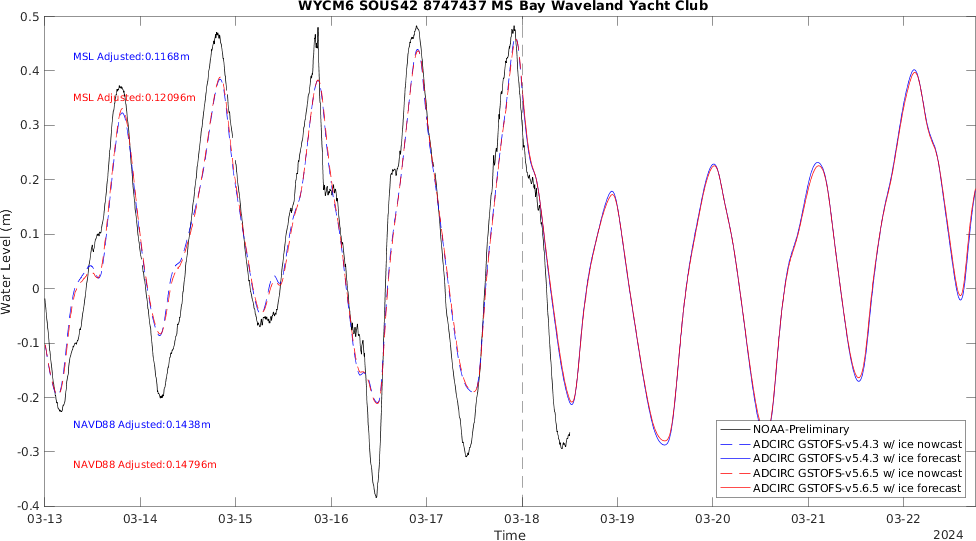 WYCM6 SOUS42 8747437 MS Bay Waveland Yacht Club
0.5
MSL Adjusted:0.1168m
0.4
MSL Adjusted:0.12096m
0.3
0.2
0.1
Water Level (m)
0
-0.1
-0.2
NAVD88 Adjusted:0.1438m
-0.3
NAVD88 Adjusted:0.14796m
-0.4
NOAA-Preliminary
ADCIRC GSTOFS-v5.4.3 w/ ice nowcast
ADCIRC GSTOFS-v5.4.3 w/ ice forecast
ADCIRC GSTOFS-v5.6.5 w/ ice nowcast
ADCIRC GSTOFS-v5.6.5 w/ ice forecast
03-13 03-14 03-15 03-16 03-17 03-18 03-19 03-20 03-21 03-22
Time
2024